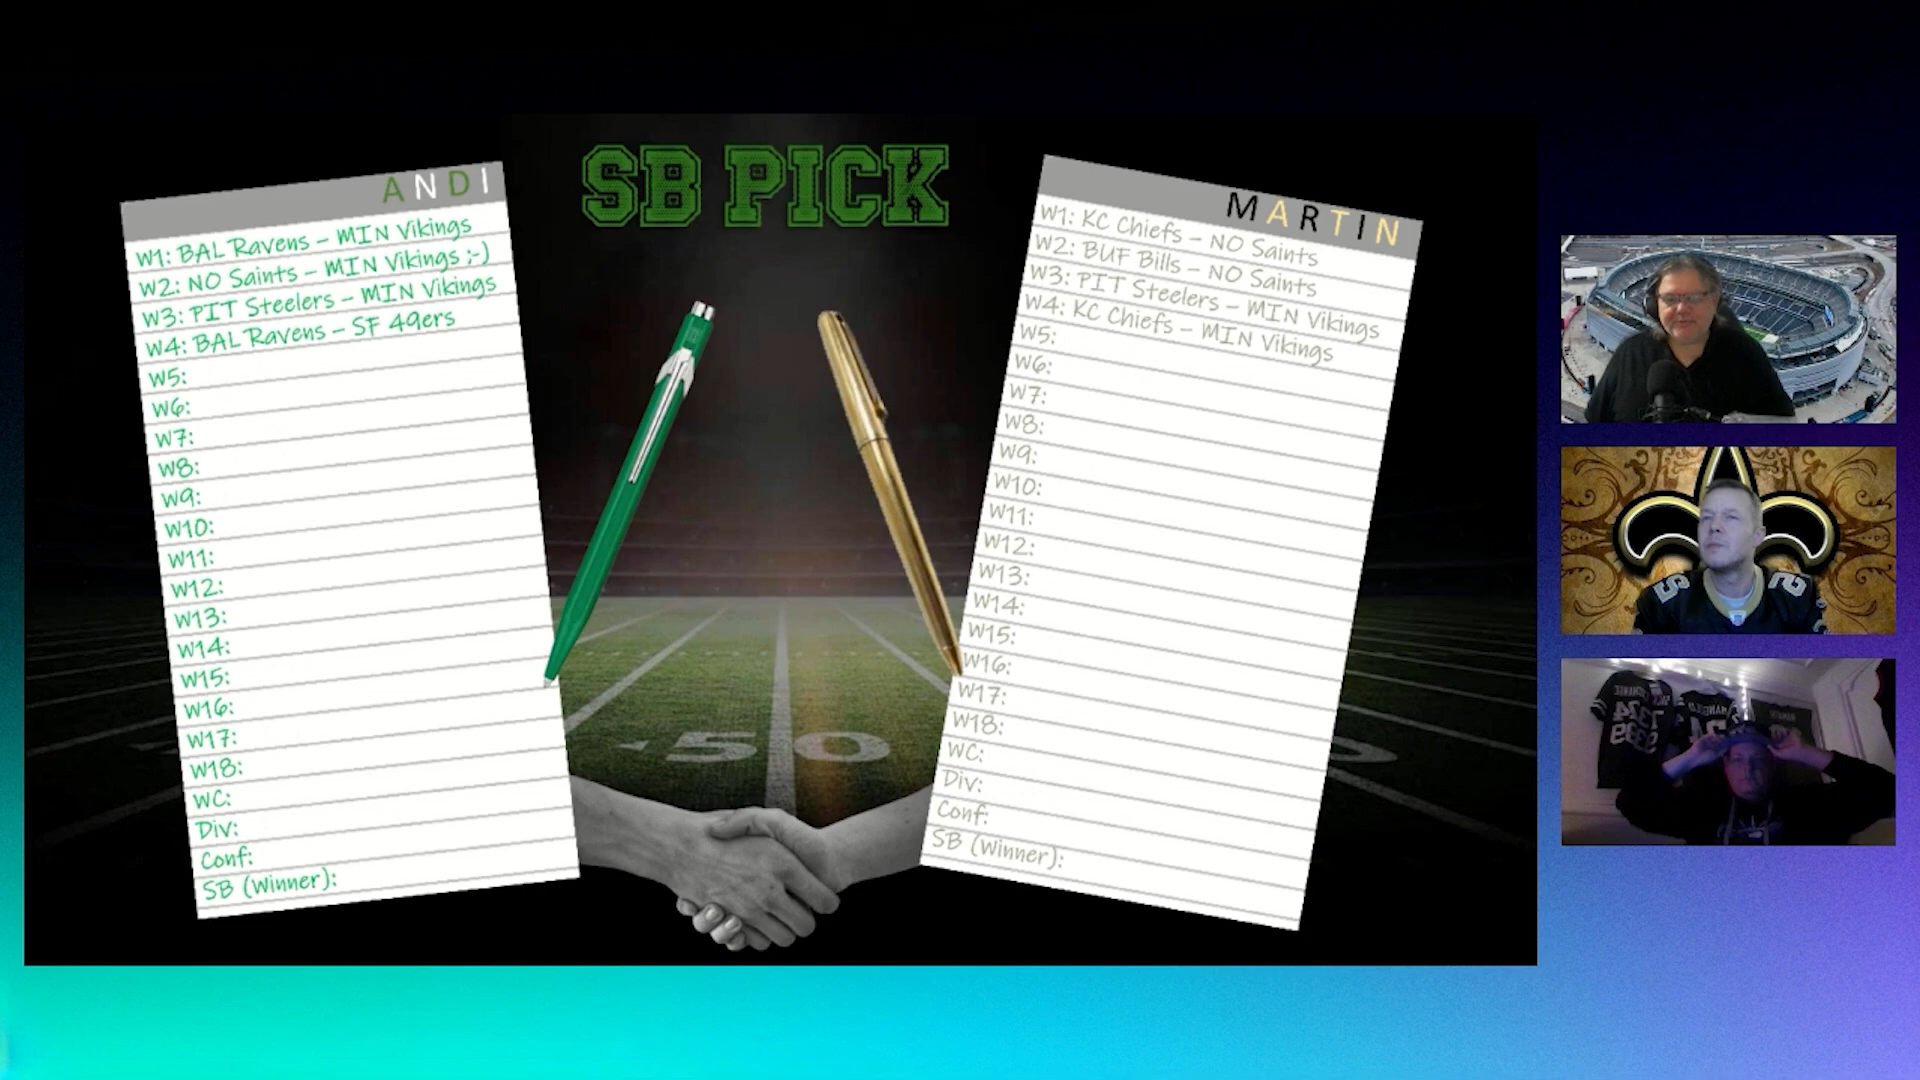 SB PICK
ANDI
W1: BAL Ravens – MIN Vikings
W2: NO Saints – MIN Vikings ;-)
W3: PIT Steelers – MIN Vikings
W4: BAL Ravens – SF 49ers
W5:
W6:
W7:
W8:
W9:
W10:
W11:
W12:
W13:
W14:
W15:
W16:
W17:
W18:
WC:
Div:
Conf:
SB (Winner):
MARTIN
W1: KC Chiefs – NO Saints
W2: BUF Bills – NO Saints
W3: PIT Steelers – MIN Vikings
W4: KC Chiefs – MIN Vikings
W5:
W6:
W7:
W8:
W9:
W10:
W11:
W12:
W13:
W14:
W15:
W16:
W17:
W18:
WC:
Div:
Conf:
SB (Winner):
50